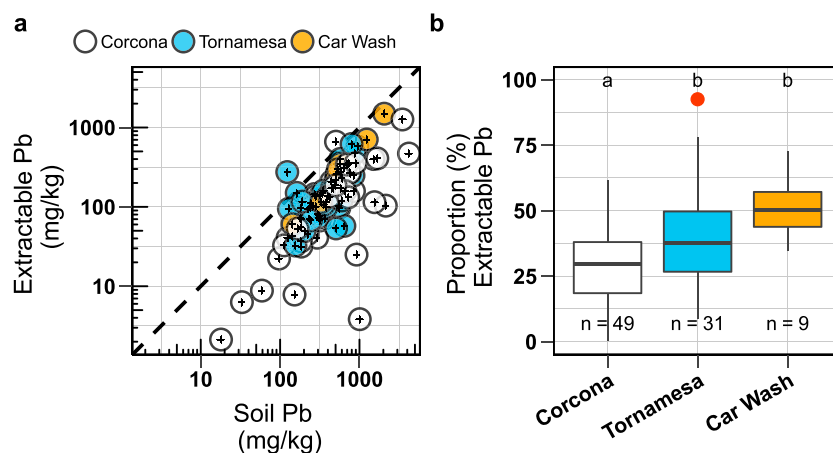 a
Corcona Tornamesa Car Wash
Extractable Pb
(mg/kg)
1000
100
10
10 100 1000
Soil Pb
(mg/kg)
b
Proportion (%)
Extractable Pb
100
75
50
25
0
a b b
n = 49 n = 31 n = 9
Corcona Tornamesa Car Wash